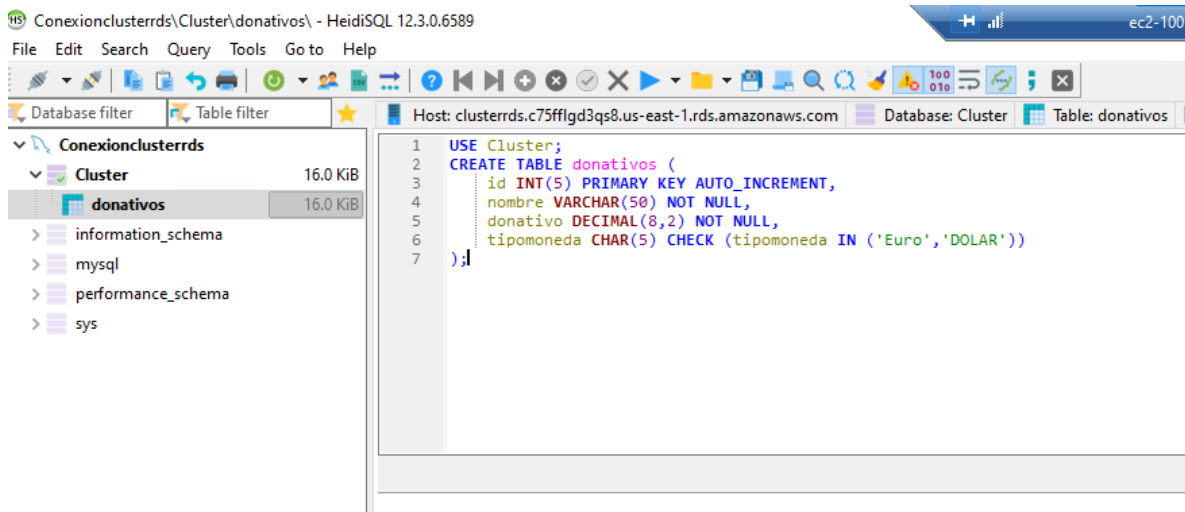 Conexionclusterrds\Cluster\donativos\ - HeidiSQL 12.3.0.6589
ec2-100
File Edit Search Query Tools Go to Help
Database filter Table filter
Host: clusterrds.c75fflgd3qs8.us-east-1.rds.amazonaws.com Database: Cluster Table: donativos
Conexionclusterrds
Cluster 16.0 KiB
donativos 16.0 KiB
information_schema
mysql
performance_schema
sys
1 USE Cluster;
2 CREATE TABLE donativos (
3 id INT(5) PRIMARY KEY AUTO_INCREMENT,
4 nombre VARCHAR(50) NOT NULL,
5 donativo DECIMAL(8,2) NOT NULL,
6 tipomoneda CHAR(5) CHECK (tipomoneda IN ('Euro','DOLAR'))
7 );